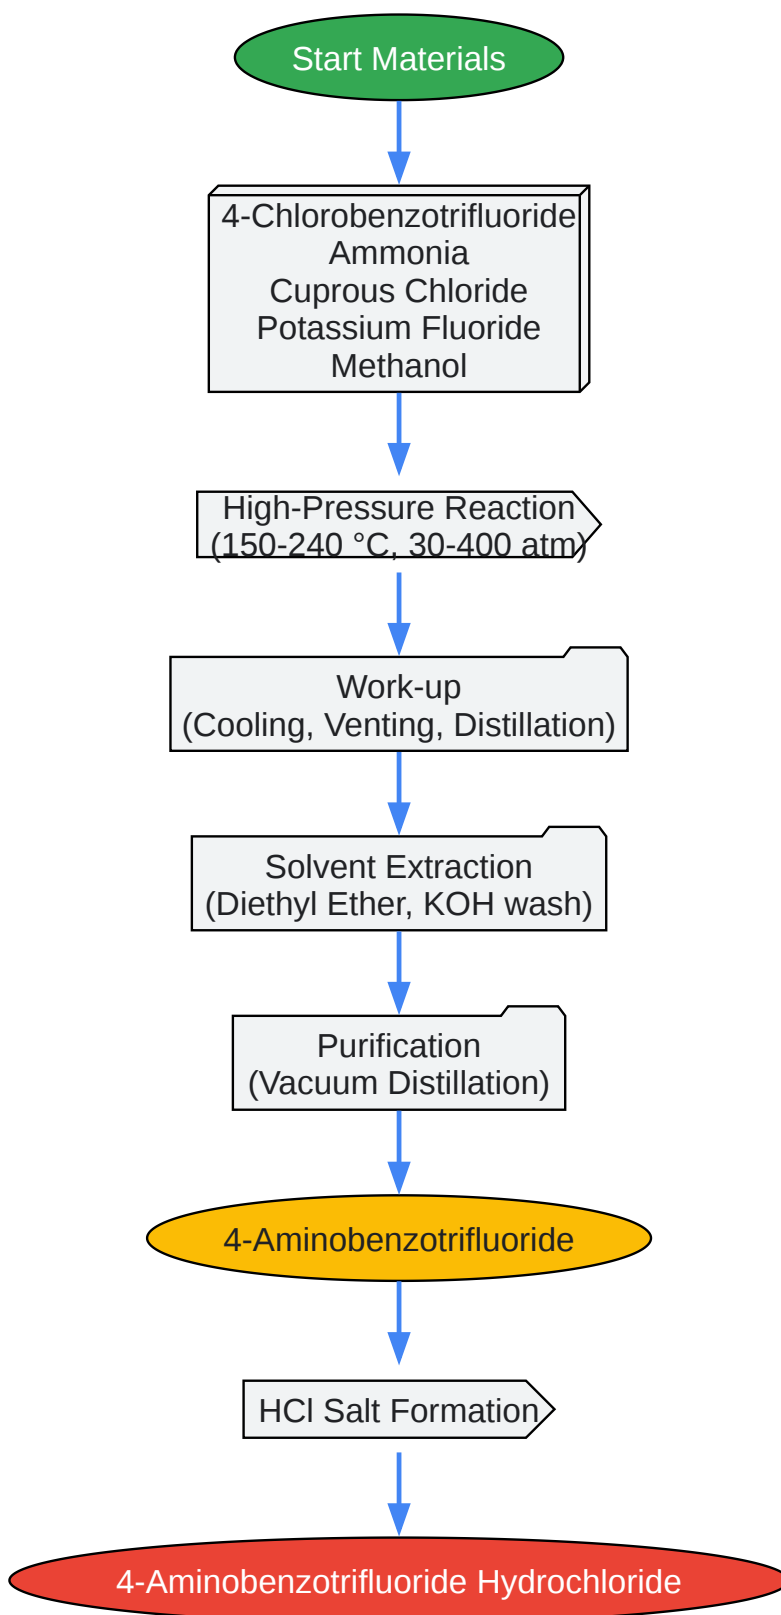 Start Materials
4-Chlorobenzotrifluoride
Ammonia
Cuprous Chloride
Potassium Fluoride
Methanol
High-Pressure Reaction
(150-240 °C, 30-400 atm)
Work-up
(Cooling, Venting, Distillation)
Solvent Extraction
(Diethyl Ether, KOH wash)
Purification
(Vacuum Distillation)
4-Aminobenzotrifluoride
HCl Salt Formation
4-Aminobenzotrifluoride Hydrochloride